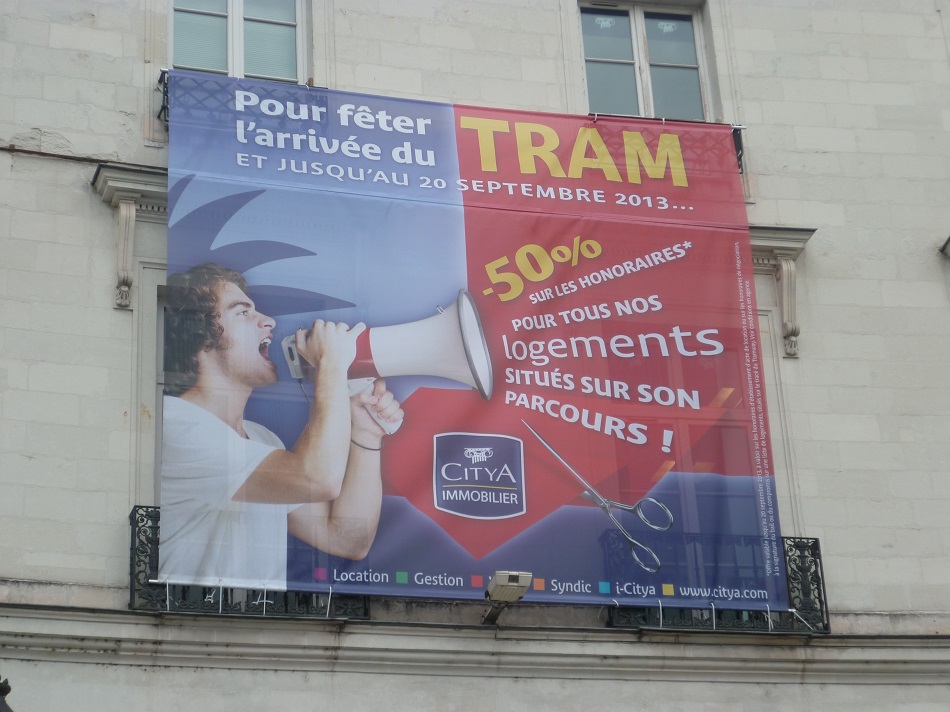 Pour fêter
l'arrivée du TRAM
ET JUSQU'AU 20 SEPTEMBRE 2013...
-50%
SUR LES HONORAIRES*
POUR TOUS NOS
logements
SITUÉS SUR SON
PARCOURS !
CITYA
IMMOBILIER
Location Gestion Syndic i-Citya www.citya.com